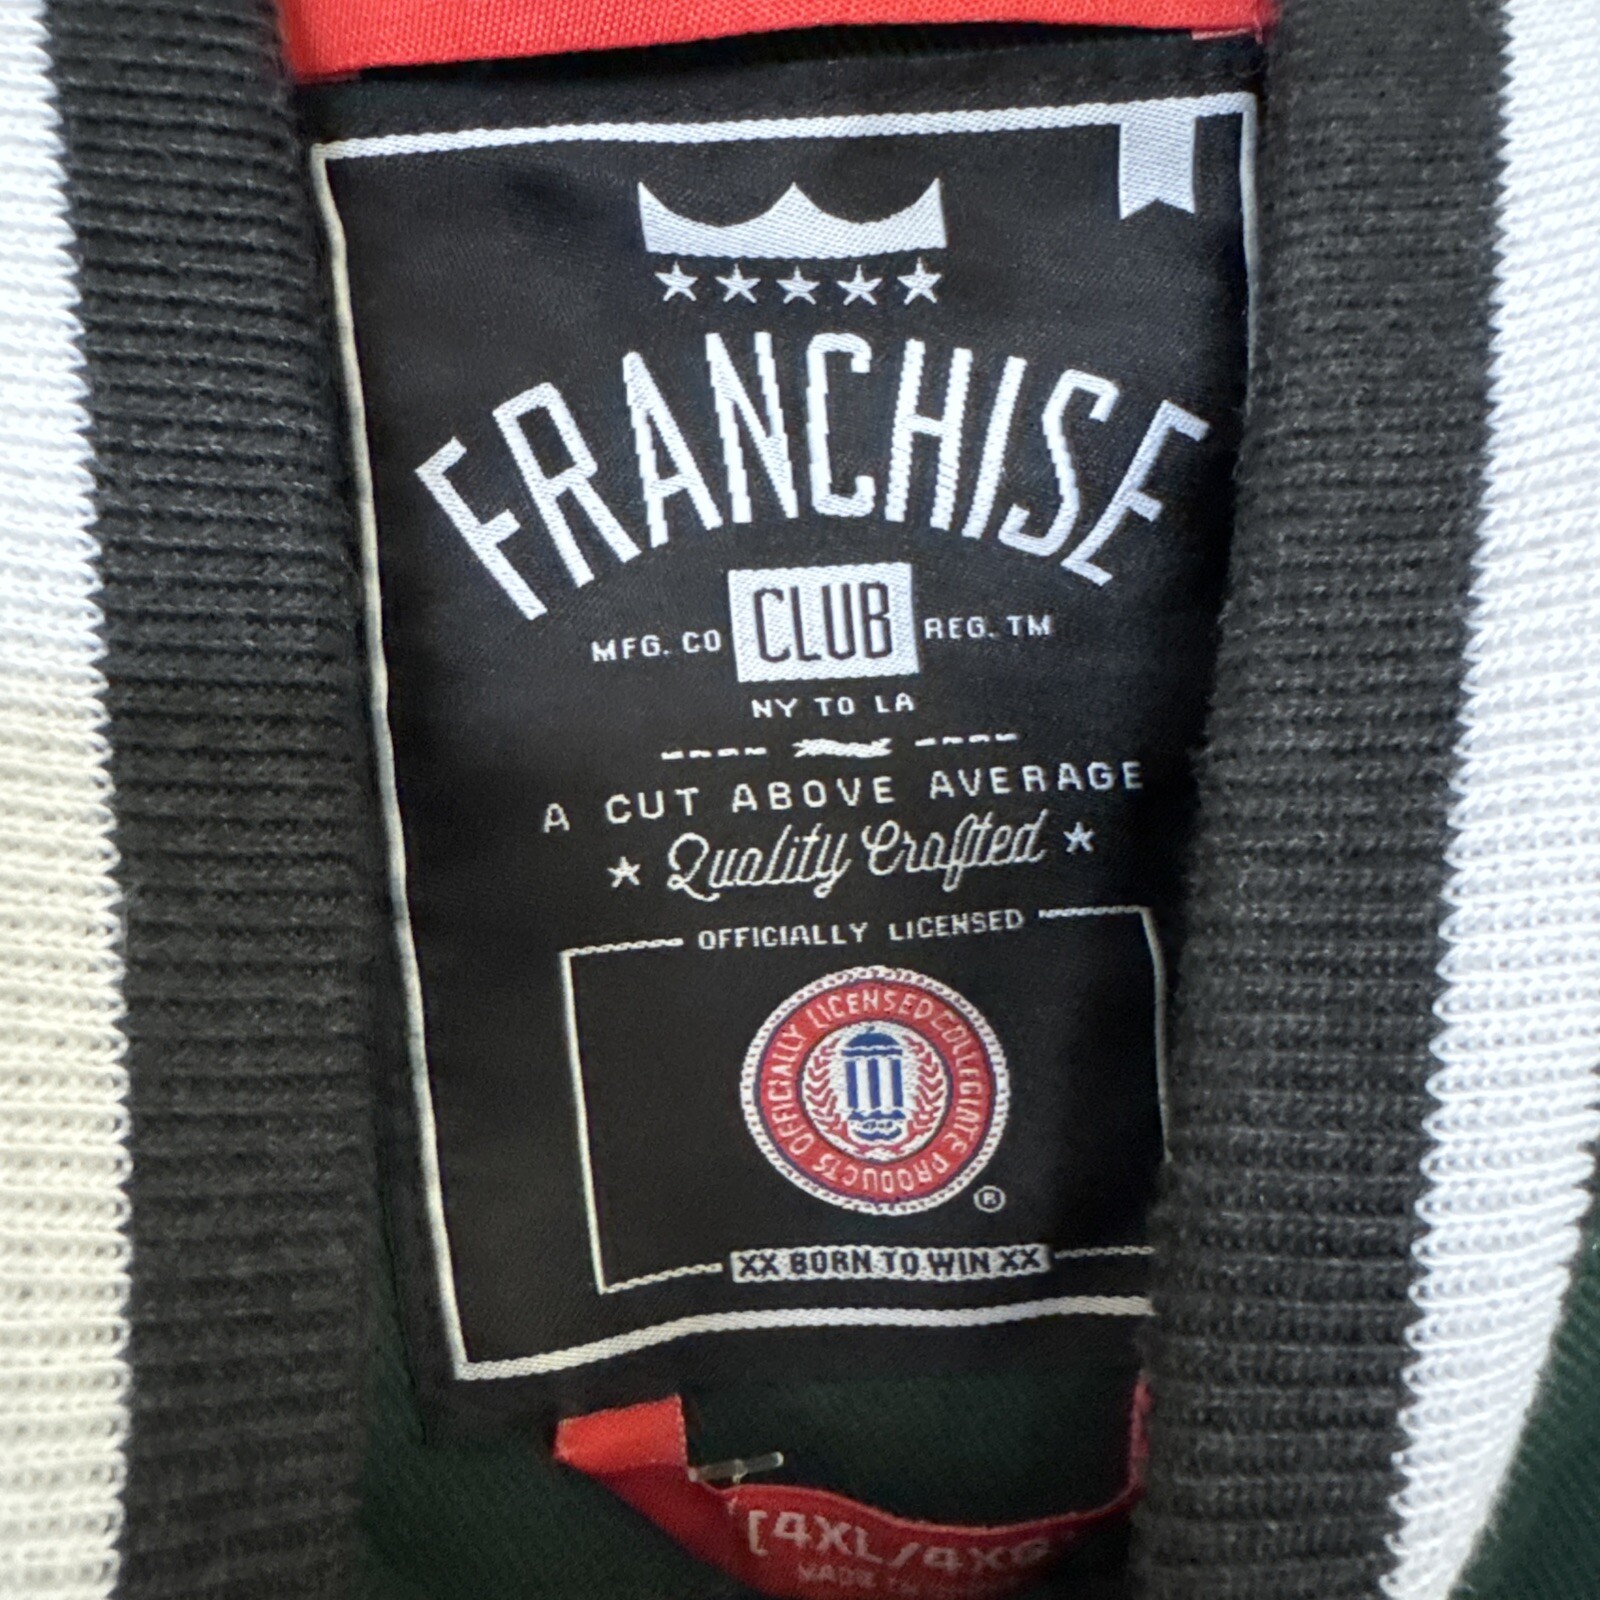 FRANCHISE
MFG. CO CLUB REG. TM
NY TO LA
A CUT ABOVE AVERAGE
Quality Crafted
OFFICIALLY LICENSED
OFFICIALLY LICENSED COLLEGIATE PRODUCTS
®
XX BORN TO WIN XX
[4XL/4XG
MADE